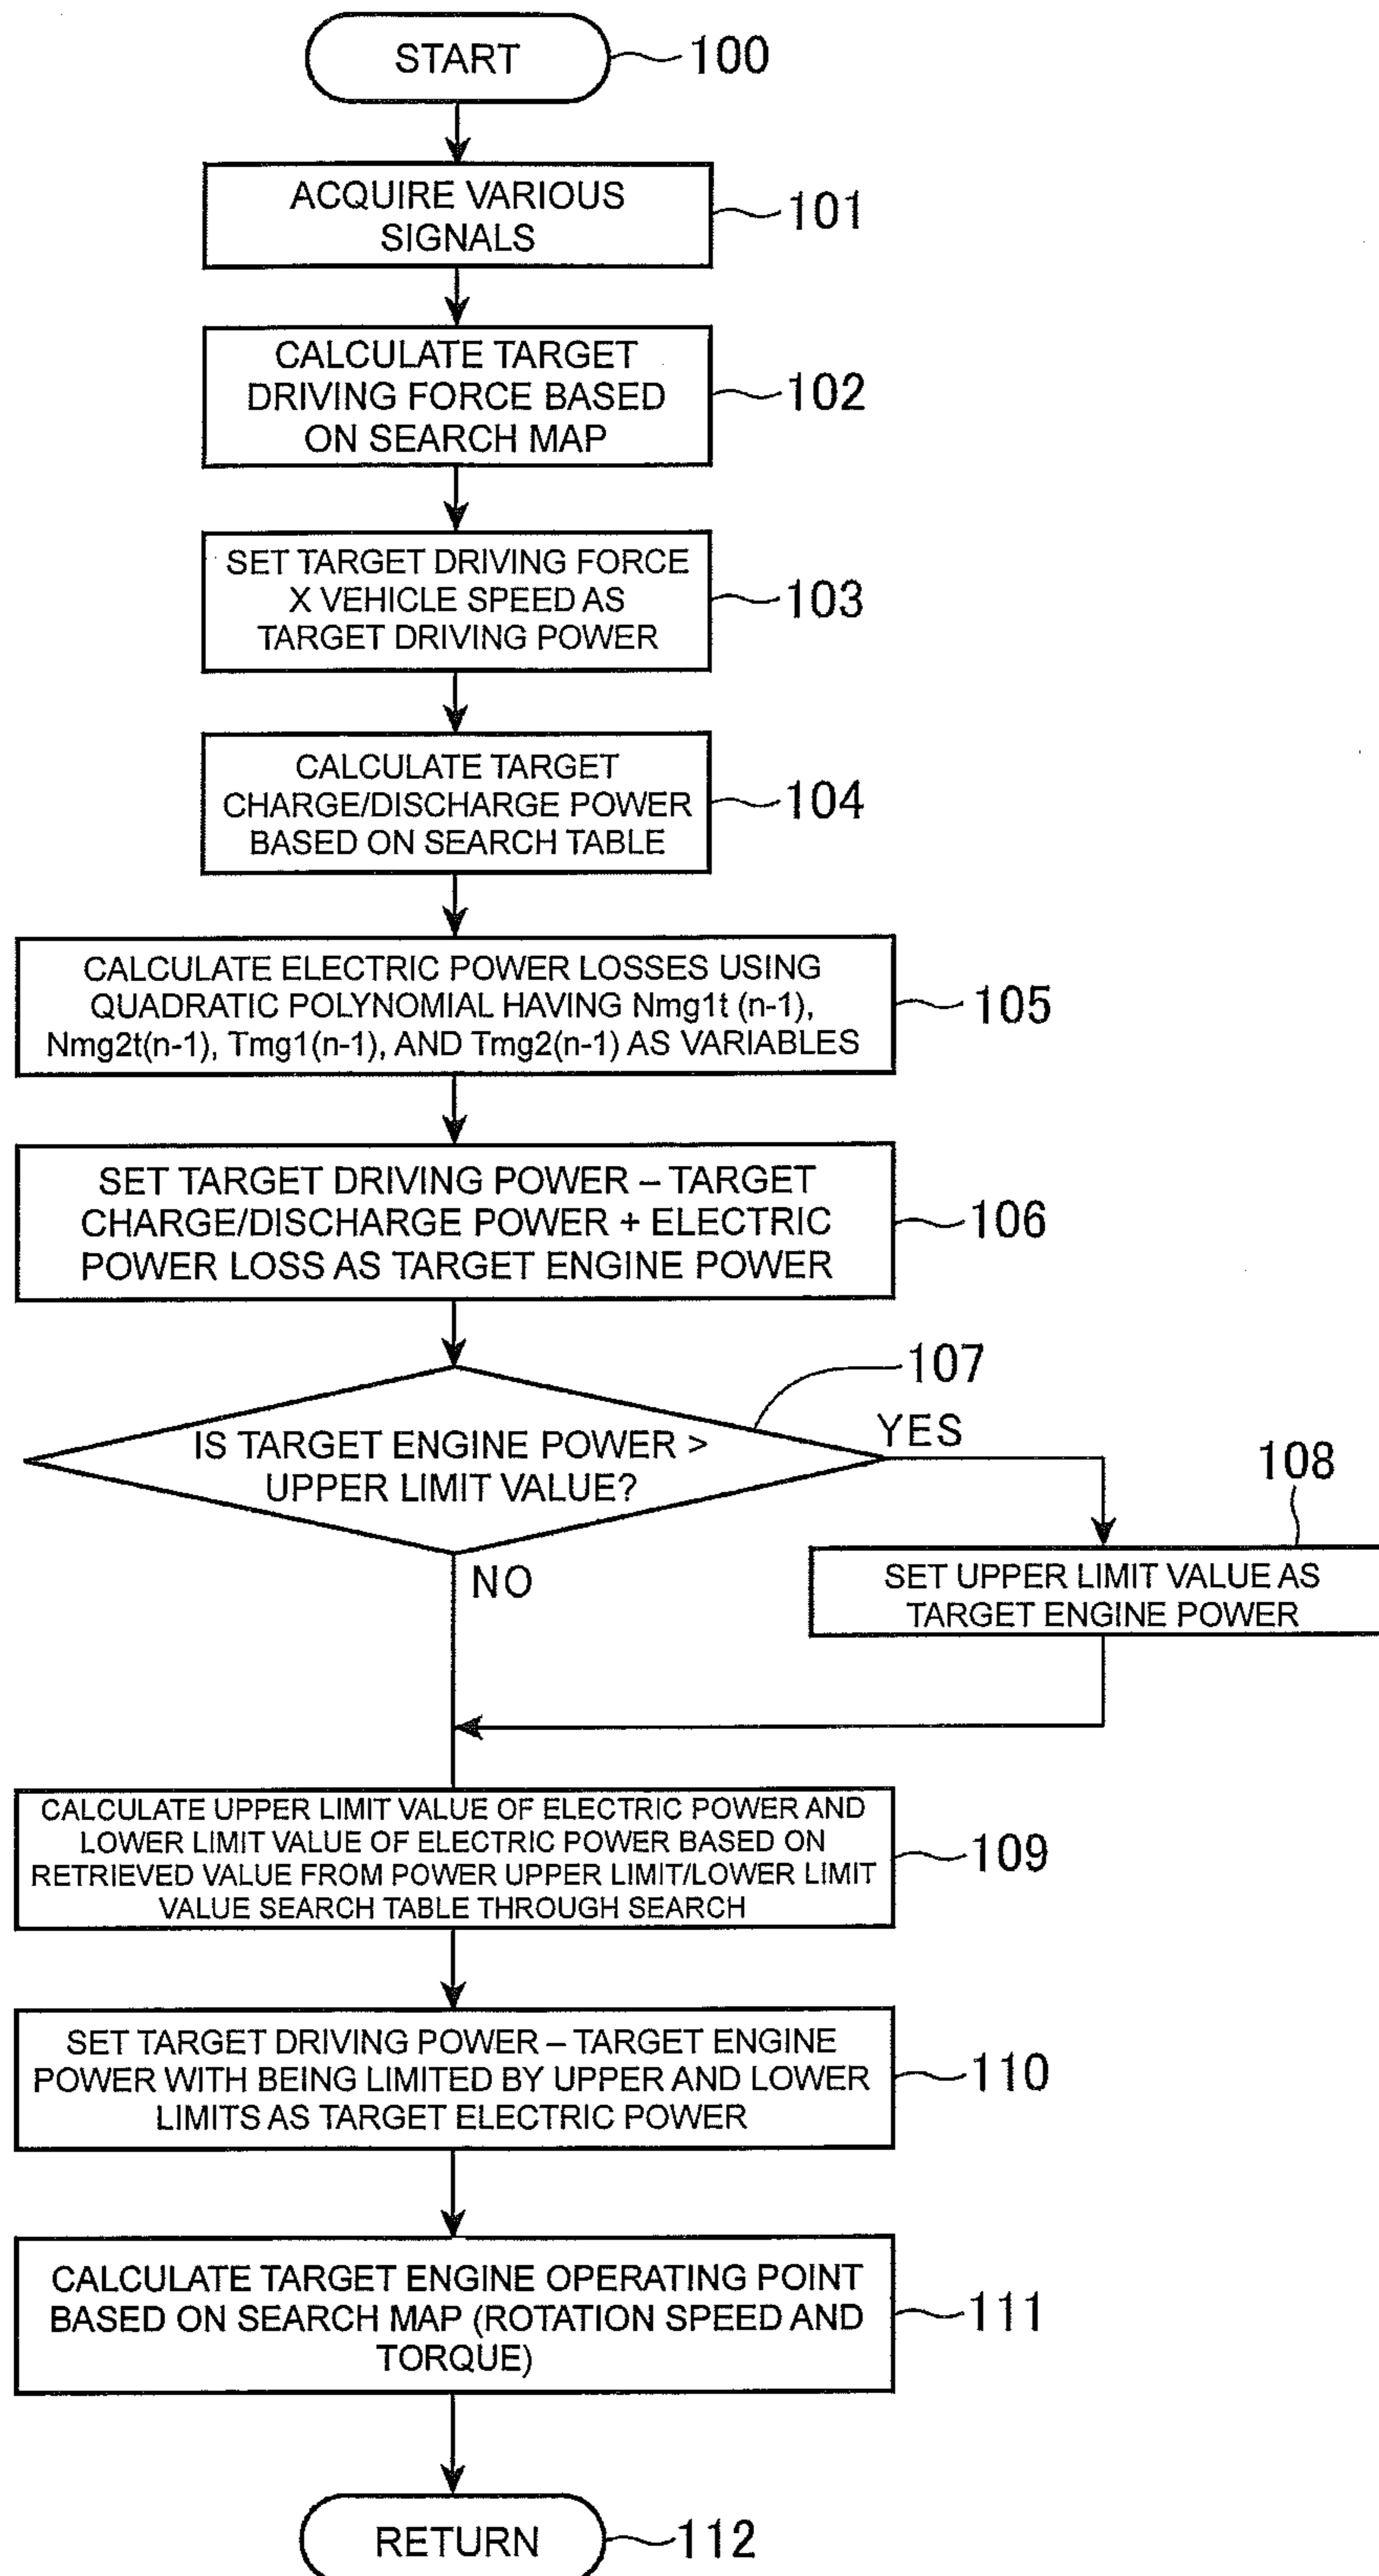 START
100
ACQUIRE VARIOUS
SIGNALS
101
CALCULATE TARGET
DRIVING FORCE BASED
ON SEARCH MAP
102
SET TARGET DRIVING FORCE
X VEHICLE SPEED AS
TARGET DRIVING POWER
103
CALCULATE TARGET
CHARGE/DISCHARGE POWER
BASED ON SEARCH TABLE
104
CALCULATE ELECTRIC POWER LOSSES USING
QUADRATIC POLYNOMIAL HAVING Nmg1t (n-1),
Nmg2t(n-1), Tmg1(n-1), AND Tmg2(n-1) AS VARIABLES
105
SET TARGET DRIVING POWER – TARGET
CHARGE/DISCHARGE POWER + ELECTRIC
POWER LOSS AS TARGET ENGINE POWER
106
107
IS TARGET ENGINE POWER >
UPPER LIMIT VALUE?
YES
NO
108
SET UPPER LIMIT VALUE AS
TARGET ENGINE POWER
CALCULATE UPPER LIMIT VALUE OF ELECTRIC POWER AND
LOWER LIMIT VALUE OF ELECTRIC POWER BASED ON
RETRIEVED VALUE FROM POWER UPPER LIMIT/LOWER LIMIT
VALUE SEARCH TABLE THROUGH SEARCH
109
SET TARGET DRIVING POWER – TARGET ENGINE
POWER WITH BEING LIMITED BY UPPER AND LOWER
LIMITS AS TARGET ELECTRIC POWER
110
CALCULATE TARGET ENGINE OPERATING POINT
BASED ON SEARCH MAP (ROTATION SPEED AND
TORQUE)
111
RETURN
112